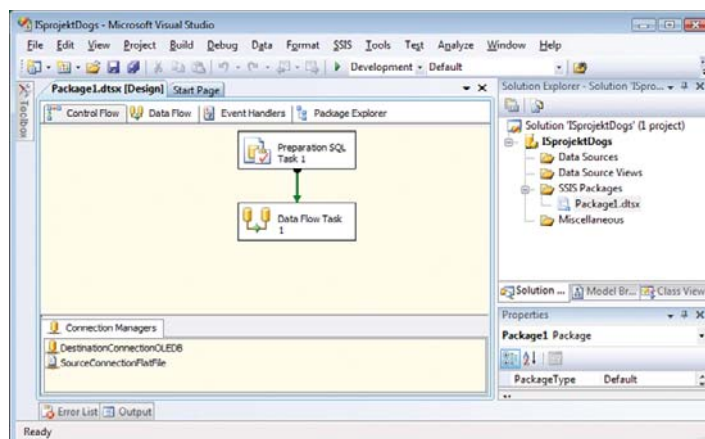 ISprojektDogs - Microsoft Visual Studio
File Edit View Project Build Debug Data Format SSIS Tools Test Analyze Window Help
Development Default
Toolbox
Package1.dtsx [Design] Start Page
Control Flow Data Flow Event Handlers Package Explorer
Preparation SQL
Task 1
Data Flow Task
1
Connection Managers
DestinationConnectionOLEDB
SourceConnectionFlatFile
Error List Output
Ready
Solution Explorer - Solution 'ISpro...
Solution 'ISprojektDogs' (1 project)
ISprojektDogs
Data Sources
Data Source Views
SSIS Packages
Package1.dtsx
Miscellaneous
Solution ... Model Br... Class View
Properties
Package1 Package
PackageType Default